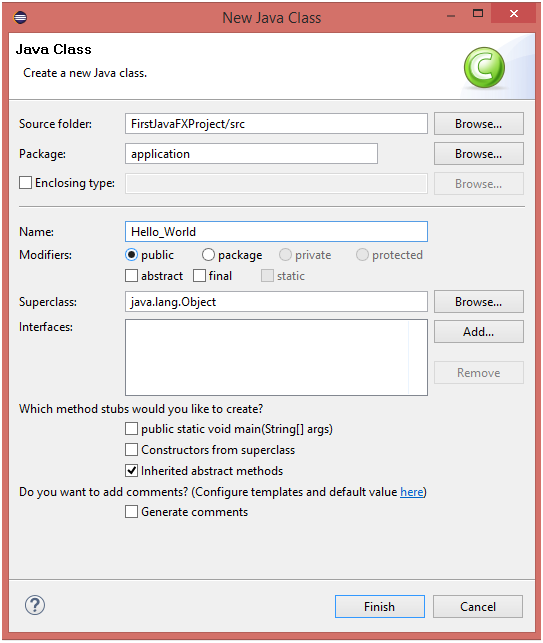 New Java Class
Java Class
Create a new Java class.
C
Source folder: FirstJavaFXProject/src Browse...
Package: application Browse...
Enclosing type: Browse...
Name: Hello_World
Modifiers: public package private protected
abstract final static
Superclass: java.lang.Object Browse...
Interfaces: Add...
Remove
Which method stubs would you like to create?
public static void main(String[] args)
Constructors from superclass
Inherited abstract methods
Do you want to add comments? (Configure templates and default value here)
Generate comments
? Finish Cancel